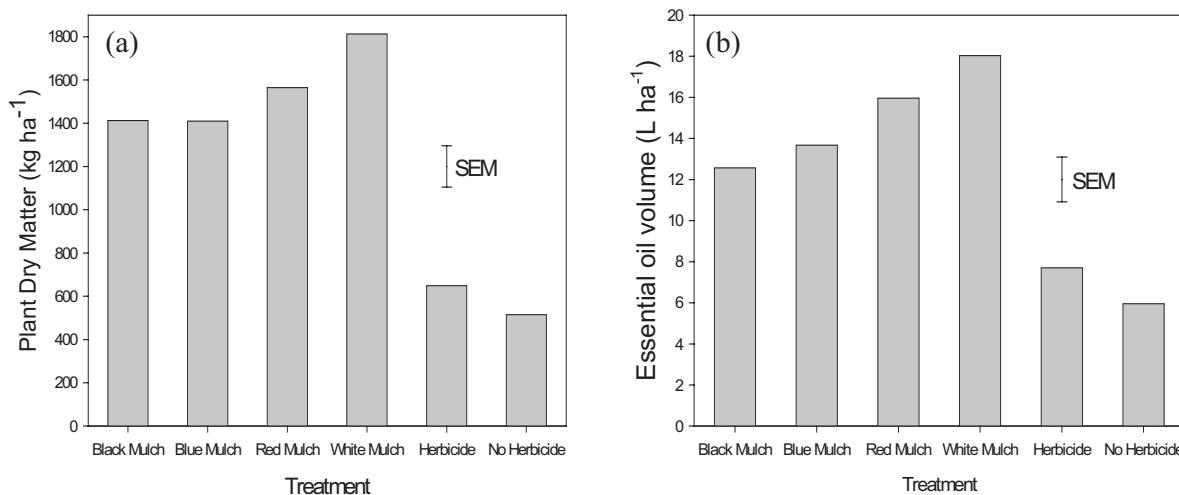 (a)
Plant Dry Matter (kg ha⁻¹)
1800
1600
1400
1200
1000
800
600
400
200
0
SEM
Black Mulch Blue Mulch Red Mulch White Mulch Herbicide No Herbicide
Treatment
(b)
Essential oil volume (L ha⁻¹)
20
18
16
14
12
10
8
6
4
2
0
SEM
Black Mulch Blue Mulch Red Mulch White Mulch Herbicide No Herbicide
Treatment